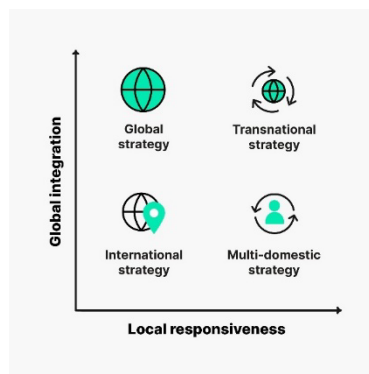 Global integration
Global
strategy
Transnational
strategy
International
strategy
Multi-domestic
strategy
Local responsiveness